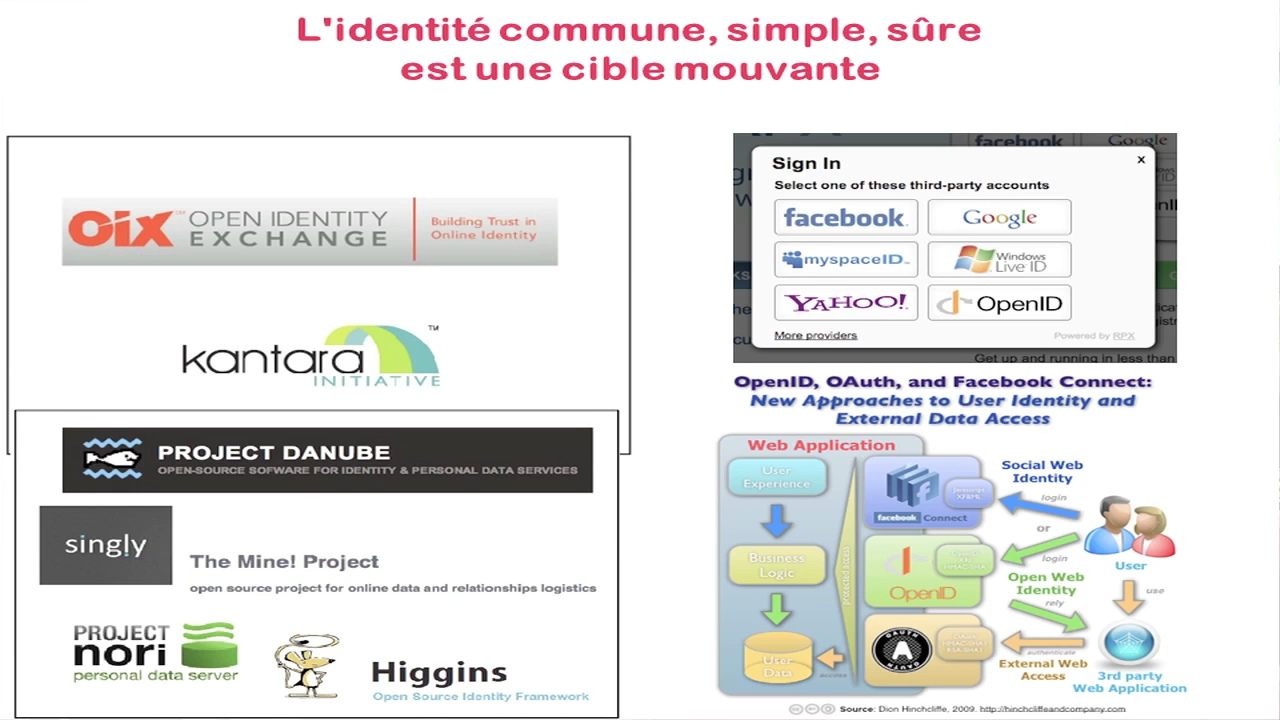 L'identité commune, simple, sûre
est une cible mouvante
Oix OPEN IDENTITY
EXCHANGE
Building Trust in
Online Identity
kantara
INITIATIVE
TM
PROJECT DANUBE
OPEN-SOURCE SOFWARE FOR IDENTITY & PERSONAL DATA SERVICES
singly
The Mine! Project
open source project for online data and relationships logistics
PROJECT
nori
personal data server
Higgins
Open Source Identity Framework
facebook
Google
Sign In
x
Select one of these third-party accounts
facebook
Google
myspaceID
Windows
Live ID
YAHOO!
OpenID
More providers
Powered by RPX
Get up and running in less than
OpenID, OAuth, and Facebook Connect:
New Approaches to User Identity and
External Data Access
Web Application
User
Experience
Business
Logic
User
Data
protected access
access
facebook Connect
OpenID
OAUTH
A
Social Web
Identity
login
or
login
Open Web
Identity
rely
User
use
authenticate
External Web
Access
3rd party
Web Application
Source: Dion Hinchcliffe, 2009. http://hinchcliffeandcompany.com